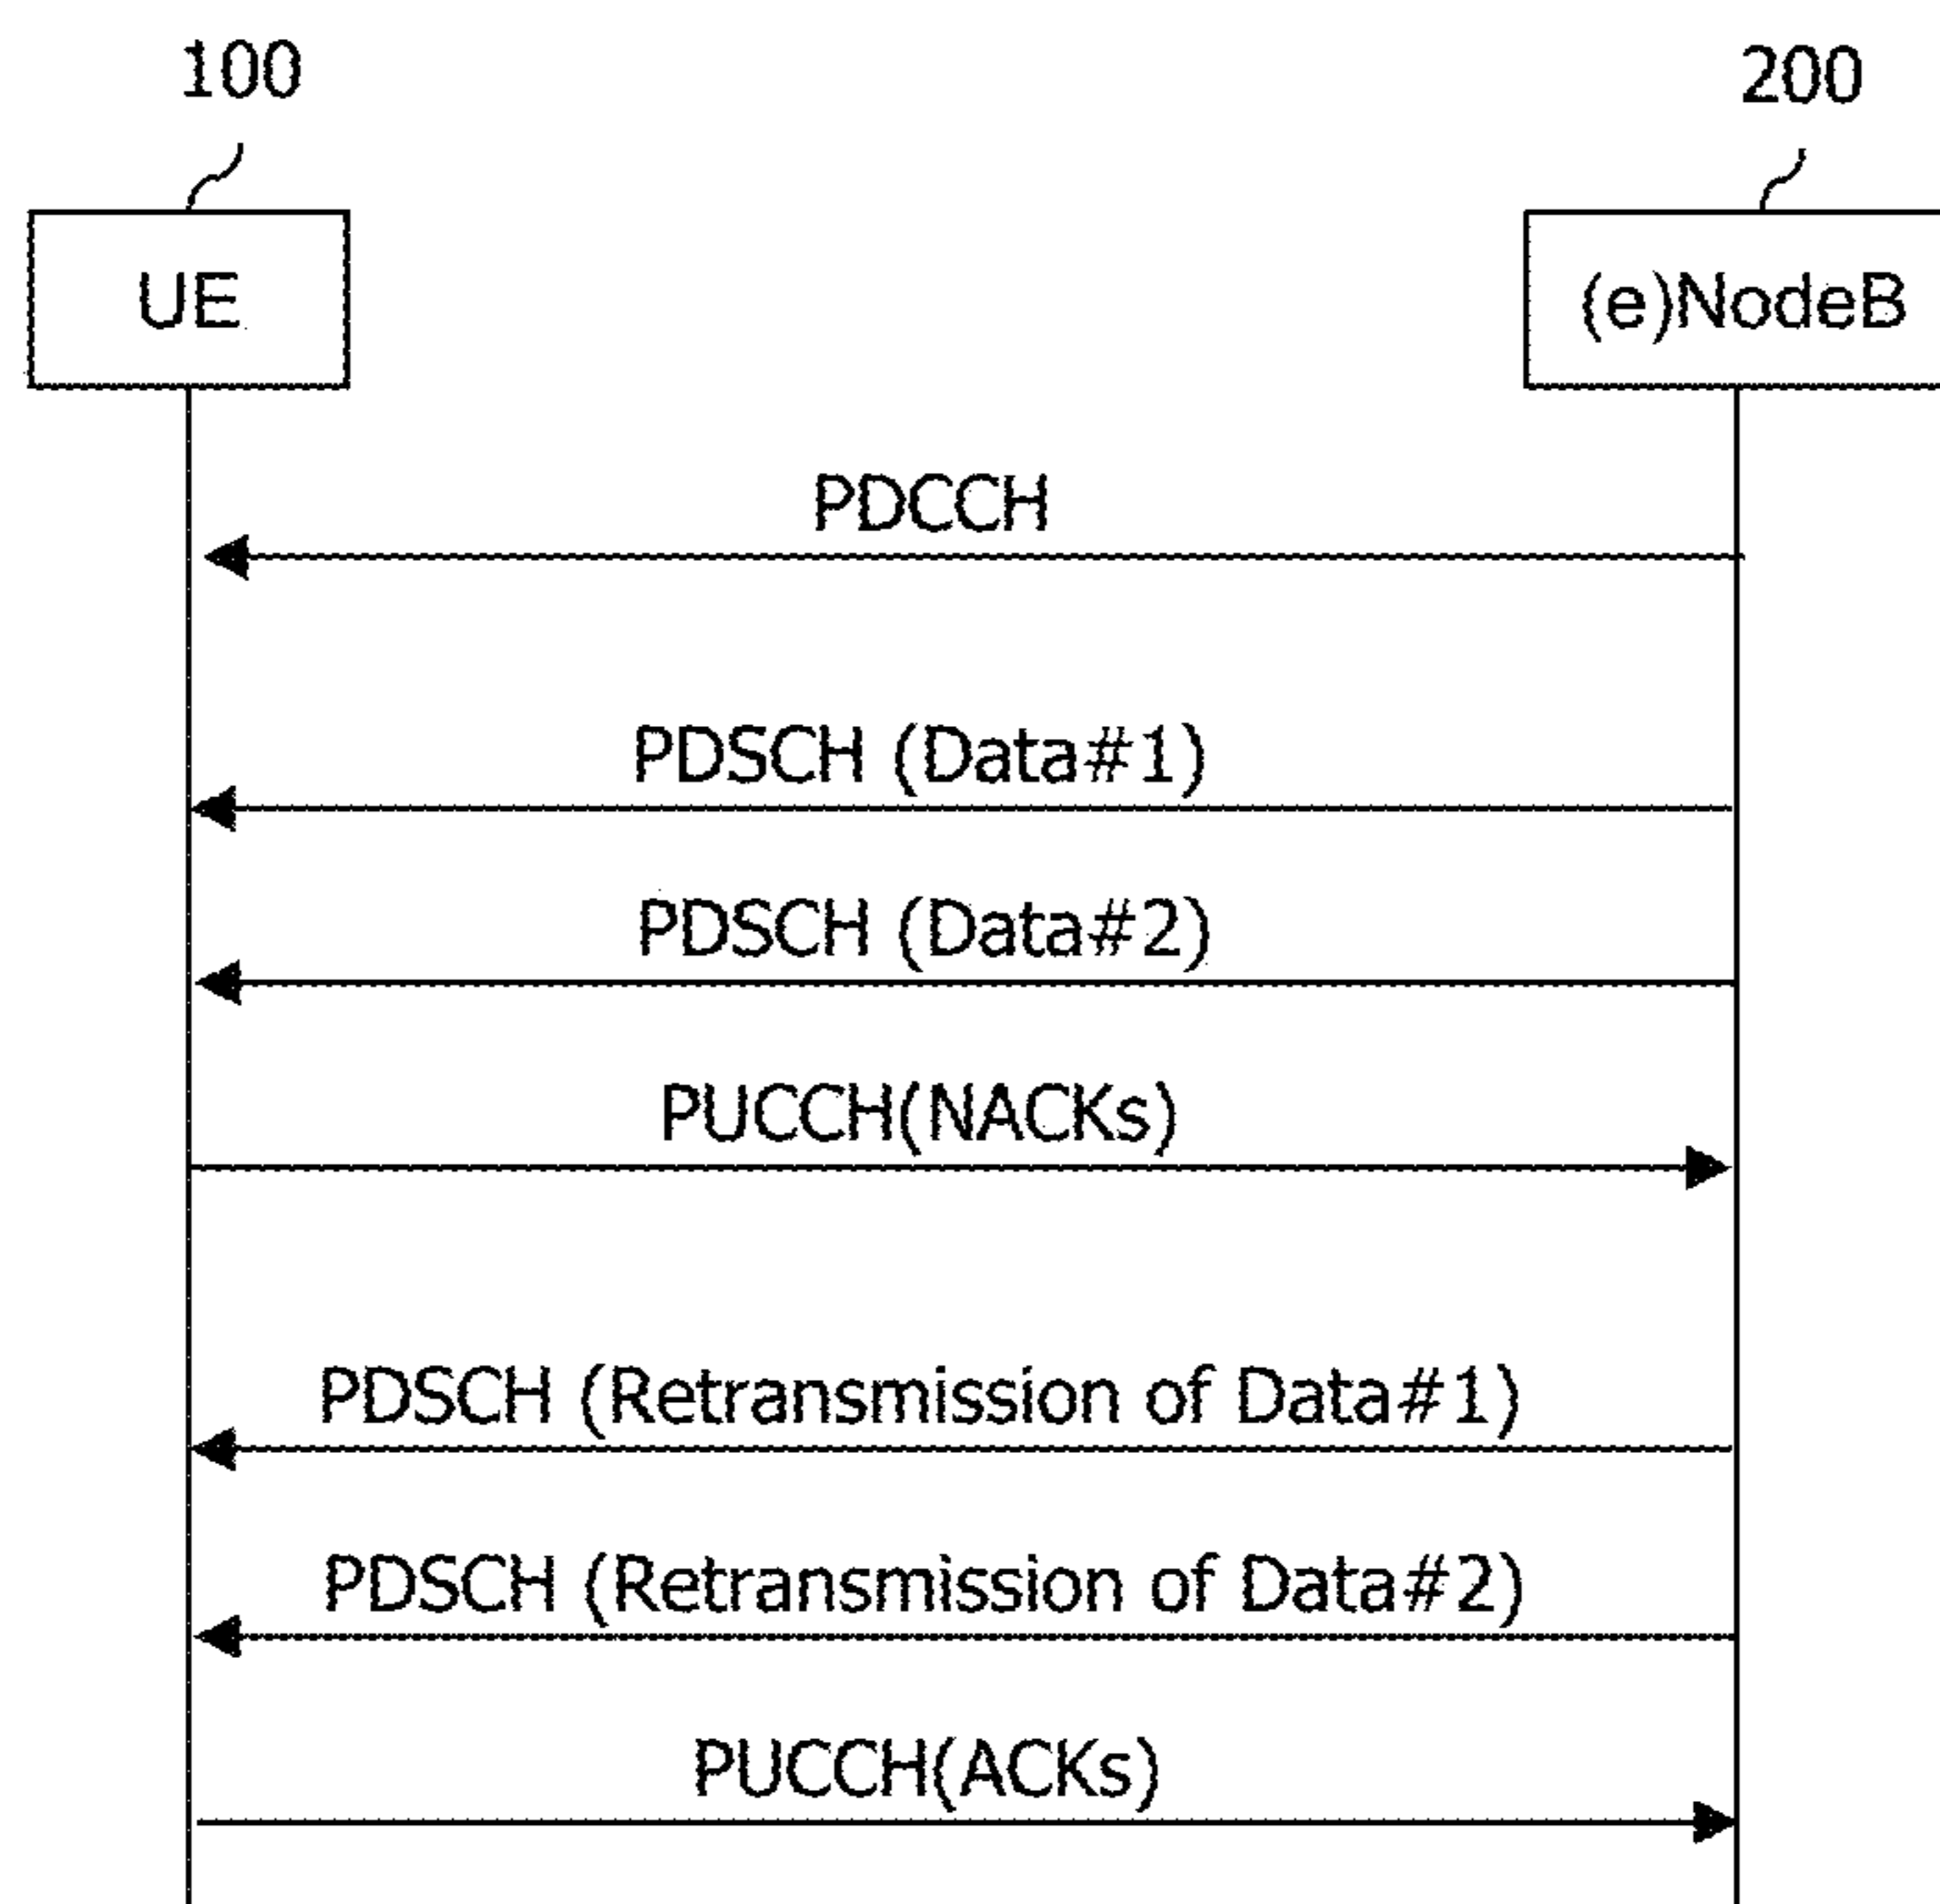 100
200
UE
(e)NodeB
PDCCH
PDSCH (Data#1)
PDSCH (Data#2)
PUCCH(NACKs)
PDSCH (Retransmission of Data#1)
PDSCH (Retransmission of Data#2)
PUCCH(ACKs)